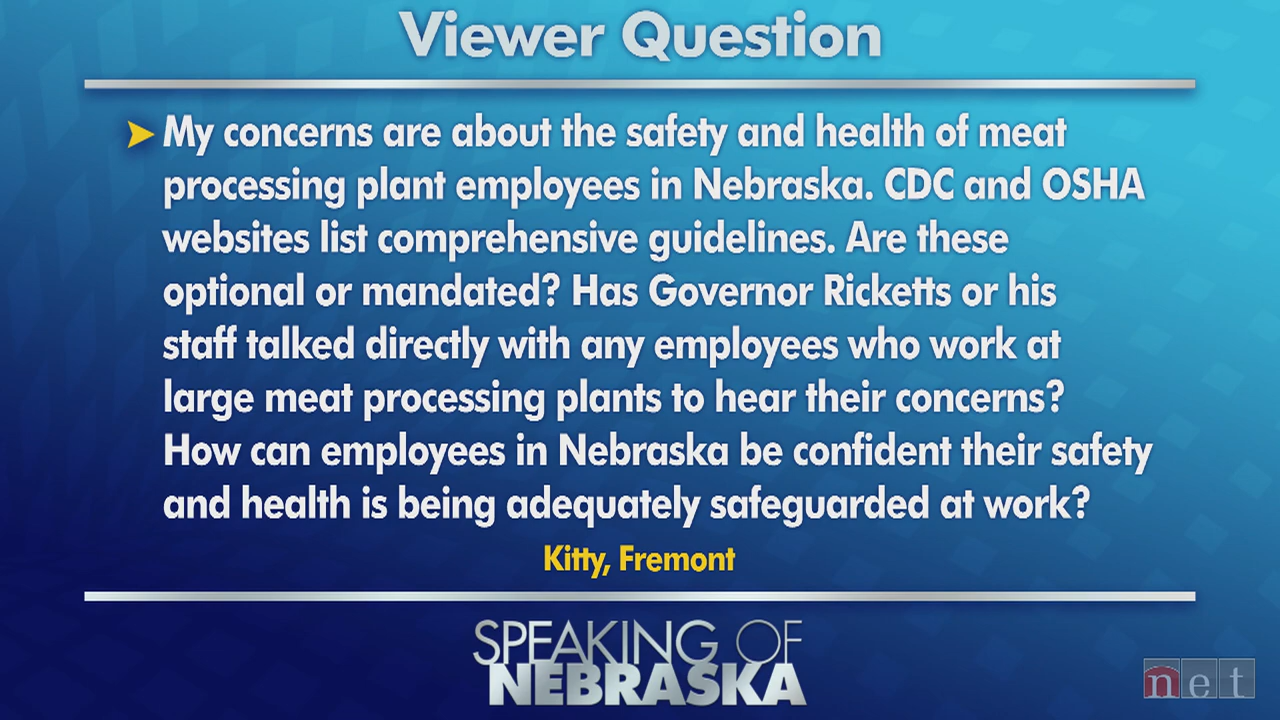 Viewer Question
➤ My concerns are about the safety and health of meat
processing plant employees in Nebraska. CDC and OSHA
websites list comprehensive guidelines. Are these
optional or mandated? Has Governor Ricketts or his
staff talked directly with any employees who work at
large meat processing plants to hear their concerns?
How can employees in Nebraska be confident their safety
and health is being adequately safeguarded at work?
Kitty, Fremont
SPEAKING OF
NEBRASKA
net